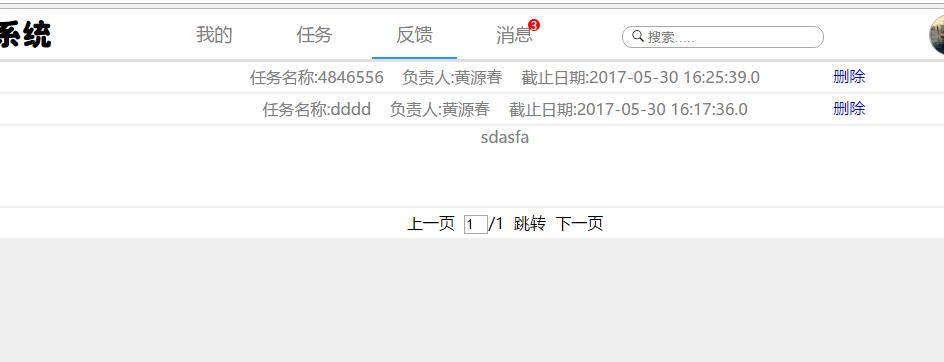 系统 我的 任务 反馈 消息 3 搜索.....
任务名称:4846556 负责人:黄源春 截止日期:2017-05-30 16:25:39.0 删除
任务名称:dddd 负责人:黄源春 截止日期:2017-05-30 16:17:36.0 删除
sdasfa
上一页 1 /1 跳转 下一页